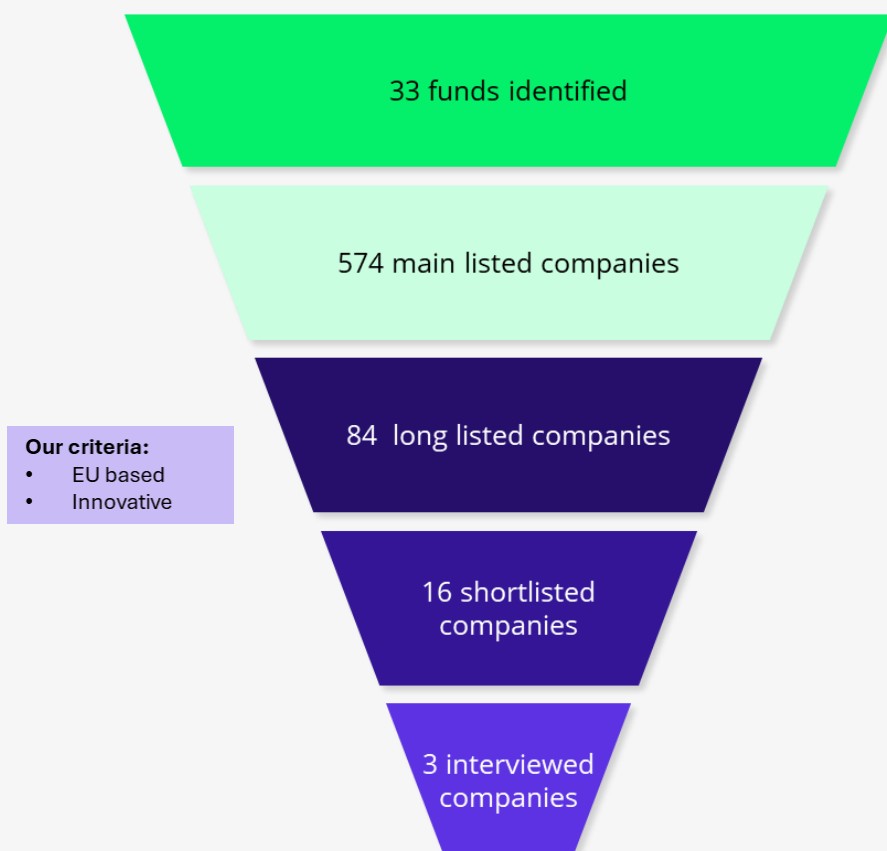 33 funds identified
574 main listed companies
84  long listed companies
Our criteria:
• EU based
• Innovative
16 shortlisted
companies
3 interviewed
companies